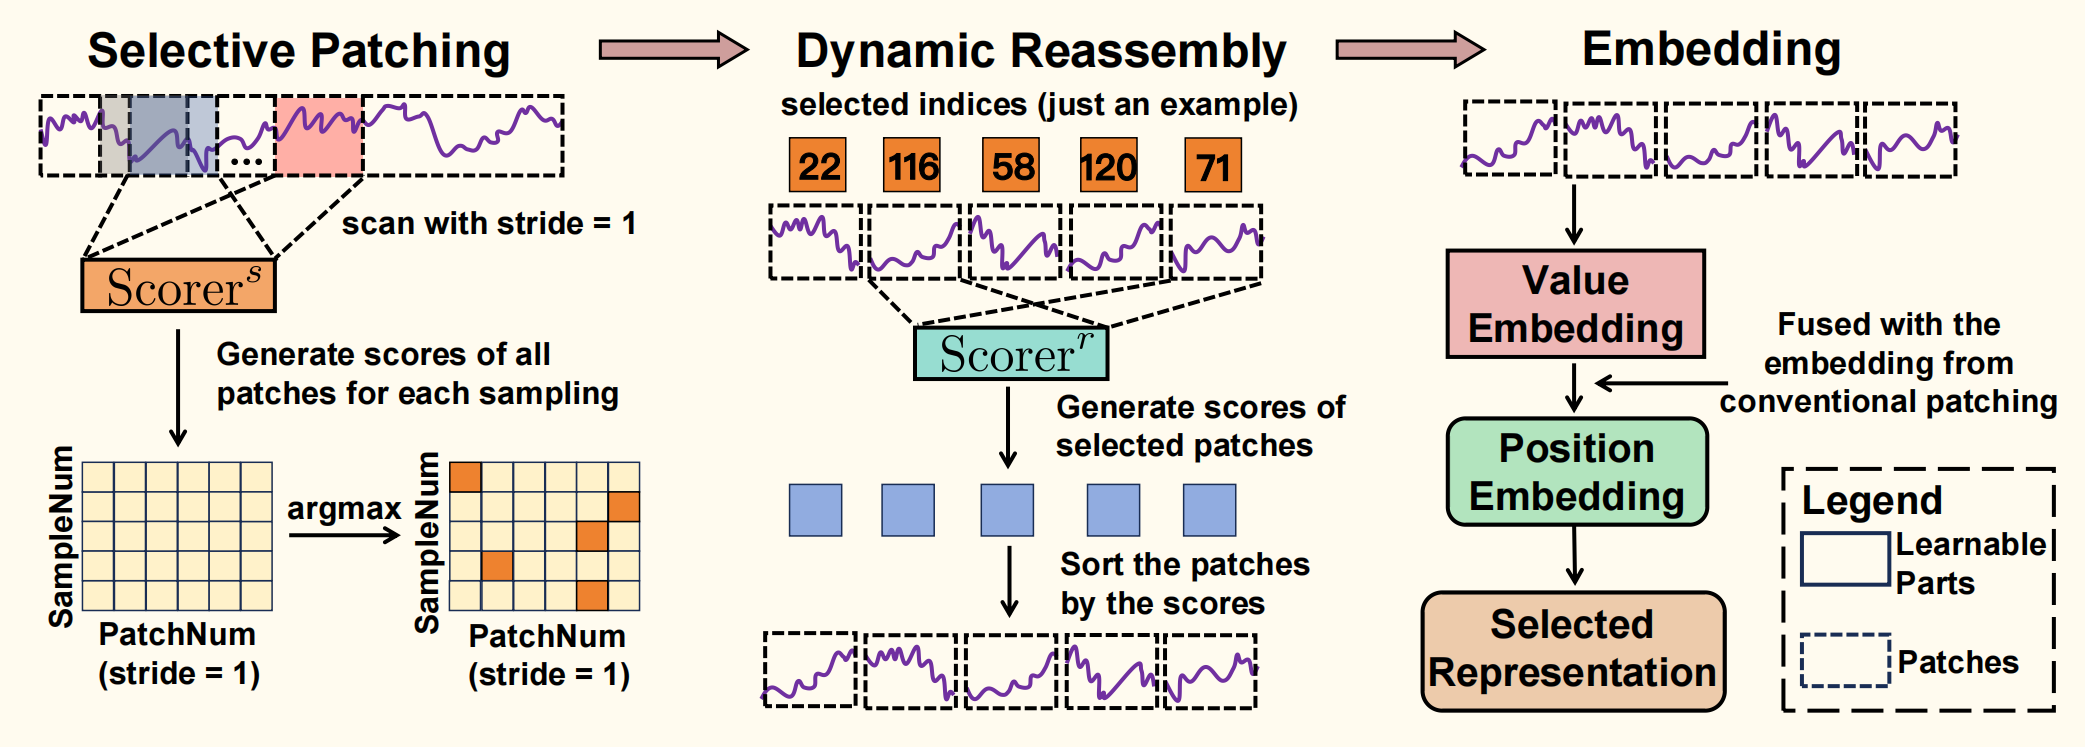 Selective Patching
scan with stride = 1
Scorer^s
Generate scores of all
patches for each sampling
SampleNum
argmax
SampleNum
PatchNum
(stride = 1)
PatchNum
(stride = 1)
Dynamic Reassembly
selected indices (just an example)
22 116 58 120 71
Scorer^r
Generate scores of
selected patches
Sort the patches
by the scores
Embedding
Value
Embedding
Fused with the
embedding from
conventional patching
Position
Embedding
Selected
Representation
Legend
Learnable
Parts
Patches